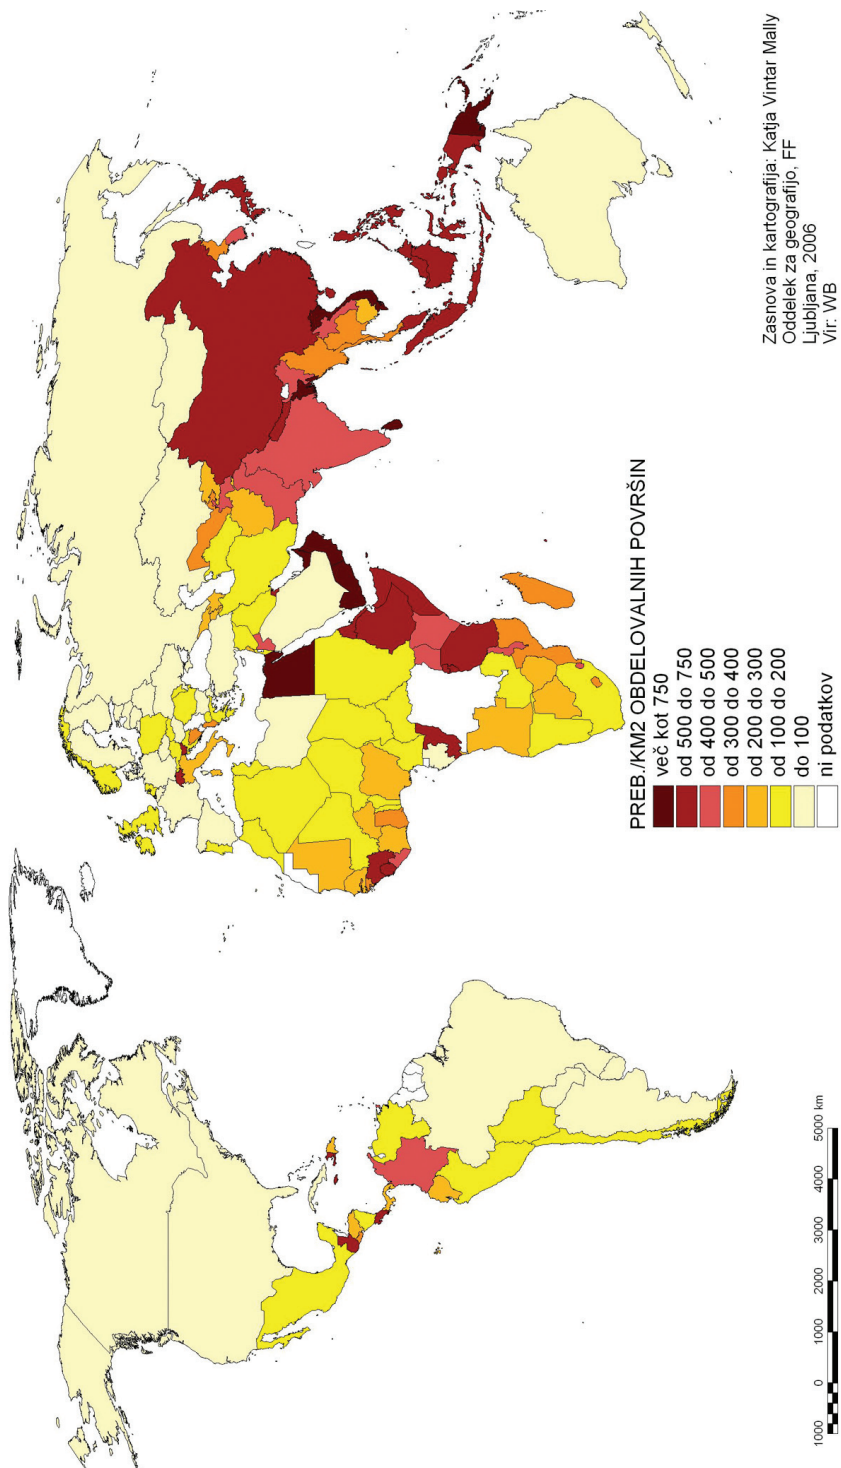 PREB./KM2 OBDELOVALNIH POVRŠIN
več kot 750
od 500 do 750
od 400 do 500
od 300 do 400
od 200 do 300
od 100 do 200
do 100
ni podatkov
Zasnova in kartografija: Katja Vintar Mally
Oddelek za geografijo, FF
Ljubljana, 2006
Vir: WB
1000 0 1000 2000 3000 4000 5000 km